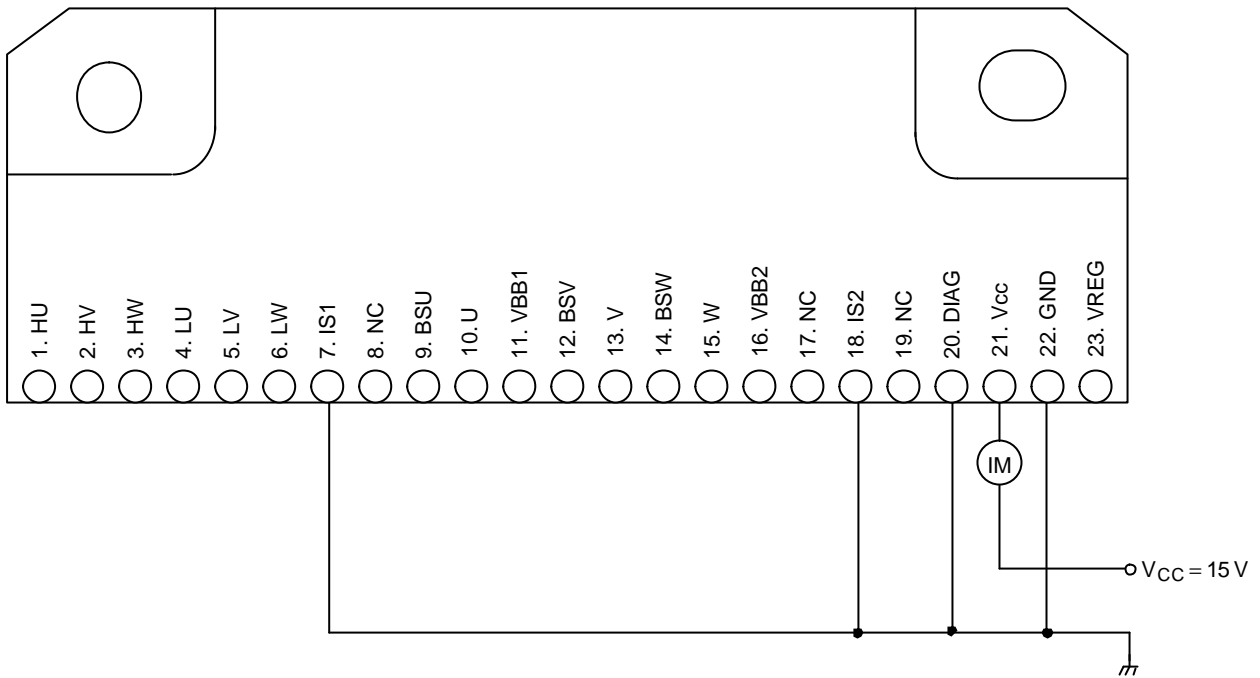 1. HU
2. HV
3. HW
4. LU
5. LV
6. LW
7. IS1
8. NC
9. BSU
10. U
11. VBB1
12. BSV
13. V
14. BSW
15. W
16. VBB2
17. NC
18. IS2
19. NC
20. DIAG
21. Vcc
22. GND
23. VREG
IM
VCC = 15 V